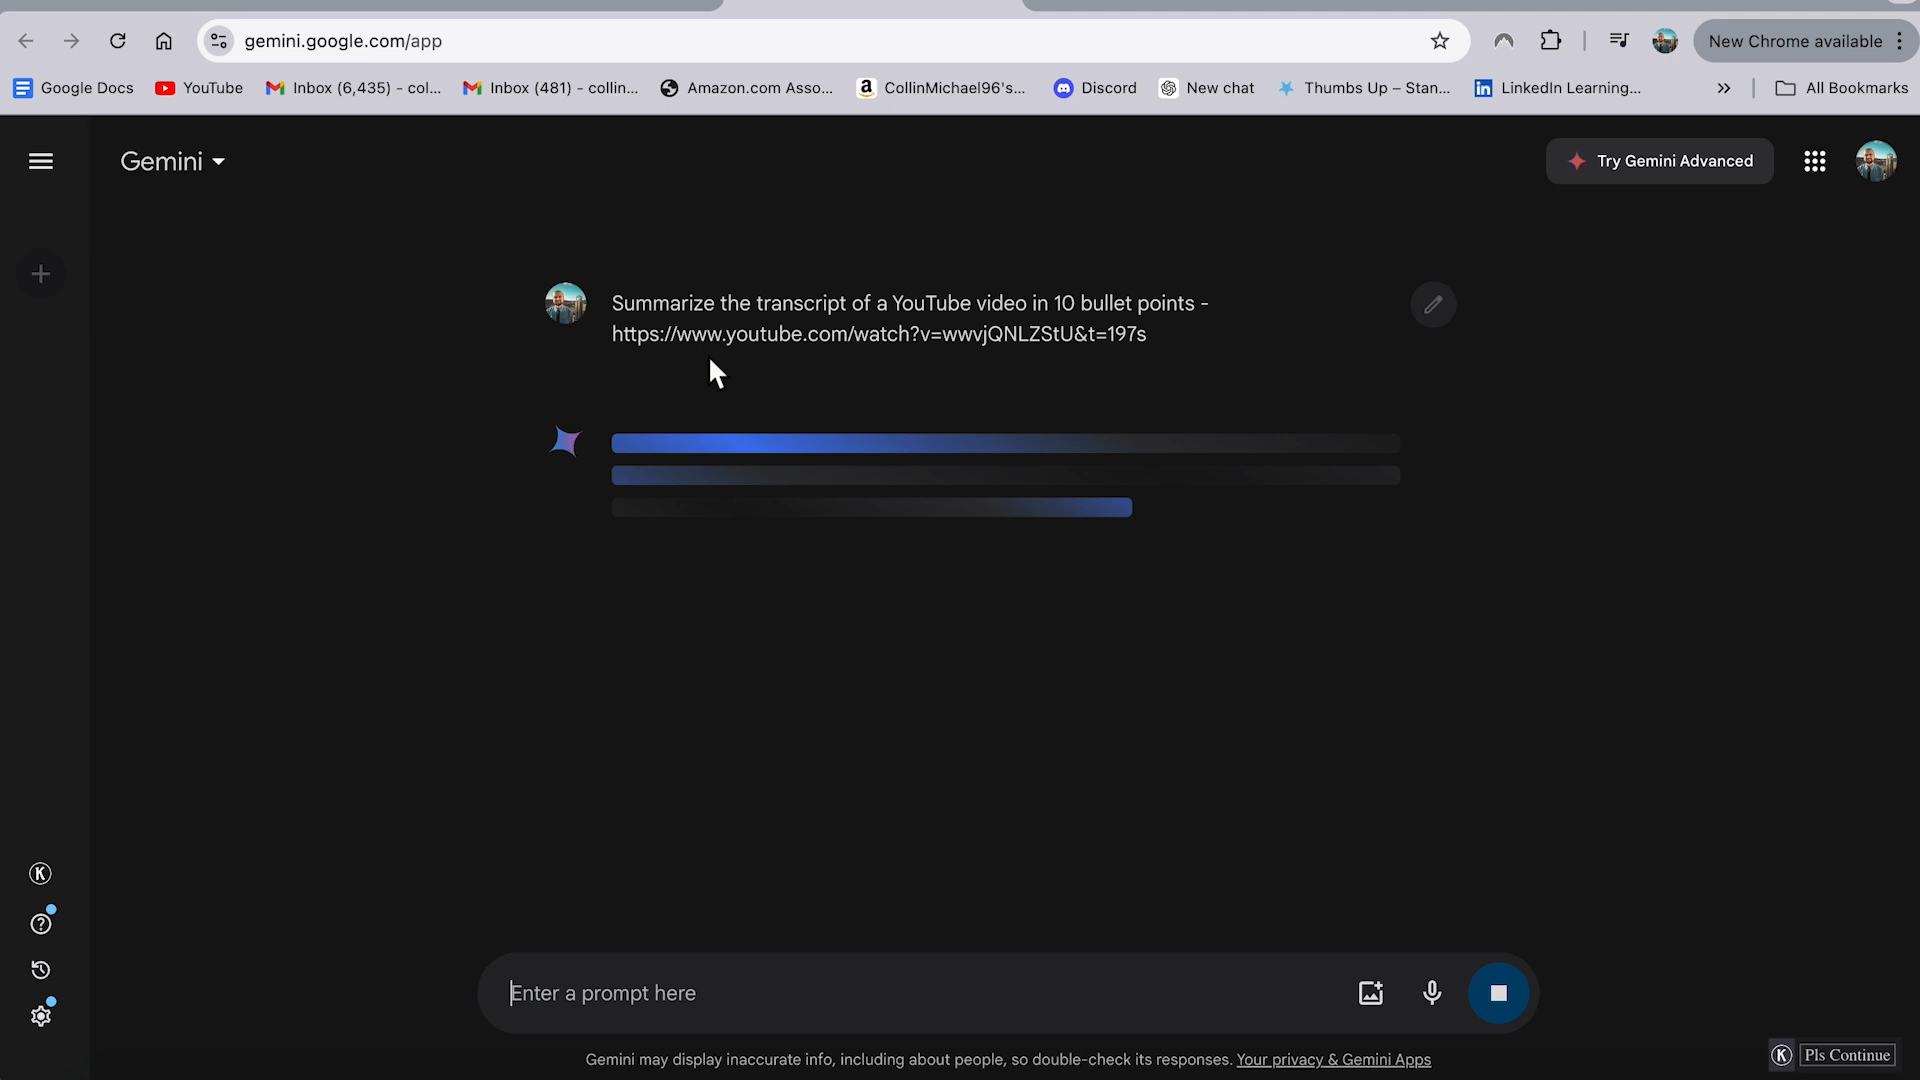 gemini.google.com/app
New Chrome available
Google Docs
YouTube
Inbox (6,435) - col...
Inbox (481) - collin...
Amazon.com Asso...
CollinMichael96's...
Discord
New chat
Thumbs Up – Stan...
LinkedIn Learning...
All Bookmarks
Gemini
Try Gemini Advanced
Summarize the transcript of a YouTube video in 10 bullet points -
https://www.youtube.com/watch?v=wwvjQNLZStU&t=197s
K
Enter a prompt here
Gemini may display inaccurate info, including about people, so double-check its responses. Your privacy & Gemini Apps
K Pls Continue